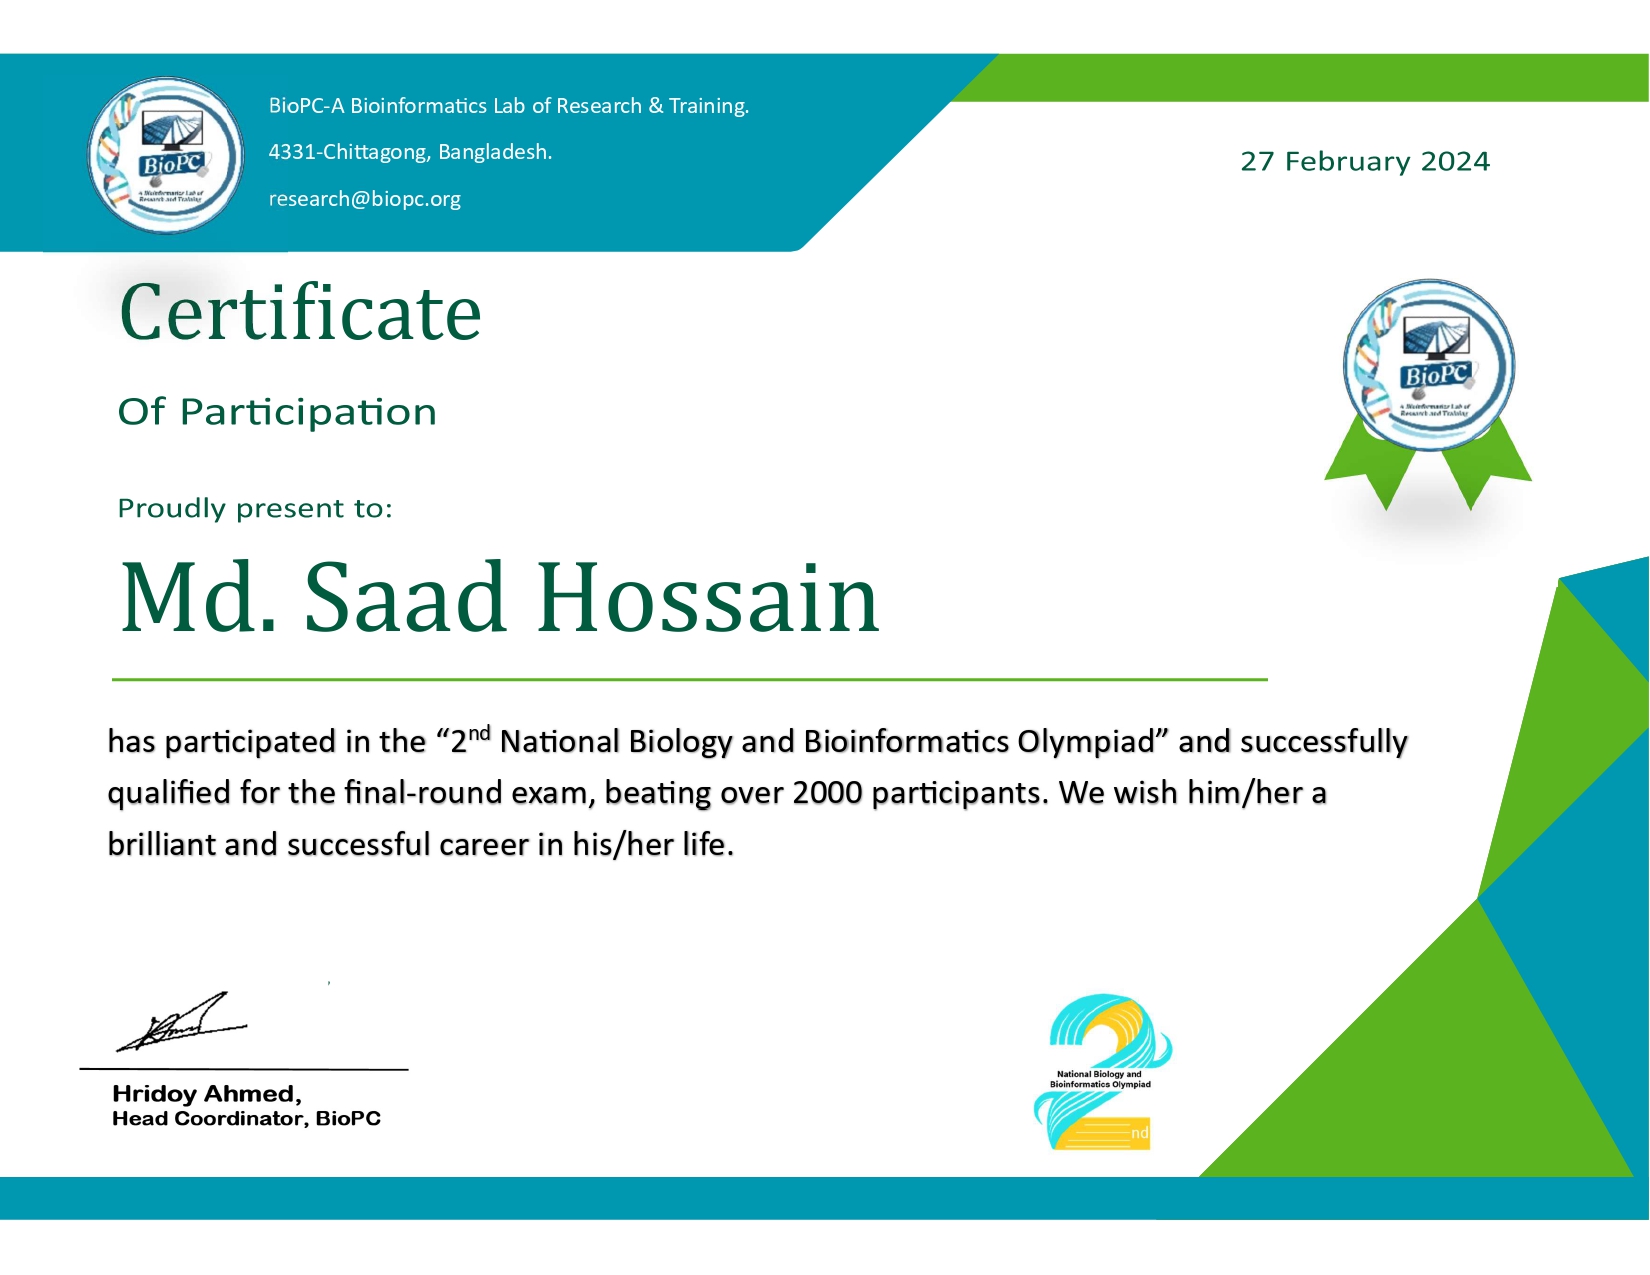 BioPC-A Bioinformatics Lab of Research & Training.
4331-Chittagong, Bangladesh.
research@biopc.org
BioPC
A Bioinformatics Lab of
Research and Training
27 February 2024
Certificate
Of Participation
BioPC
A Bioinformatics Lab of
Research and Training
Proudly present to:
Md. Saad Hossain
has participated in the “2nd National Biology and Bioinformatics Olympiad” and successfully
qualified for the final-round exam, beating over 2000 participants. We wish him/her a
brilliant and successful career in his/her life.
Hridoy Ahmed,
Head Coordinator, BioPC
National Biology and
Bioinformatics Olympiad
nd